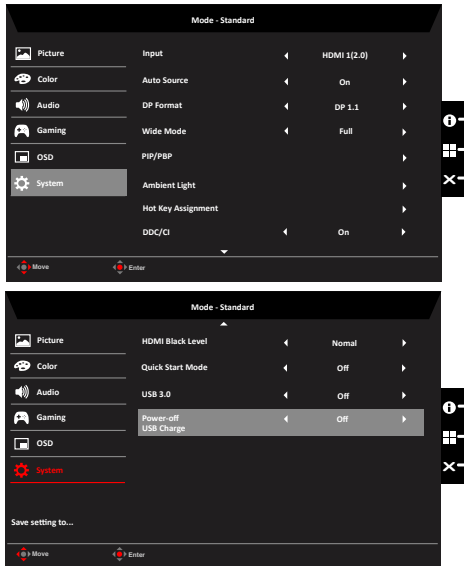 Mode - Standard
Picture
Input HDMI 1(2.0)
Color
Auto Source On
Audio
DP Format DP 1.1
Gaming
Wide Mode Full
OSD
PIP/PBP
System
Ambient Light
Hot Key Assignment
DDC/CI On
Move Enter
Mode - Standard
Picture
HDMI Black Level Normal
Color
Quick Start Mode Off
Audio
USB 3.0 Off
Gaming
Power-off Off
USB Charge
OSD
System
Save setting to...
Move Enter